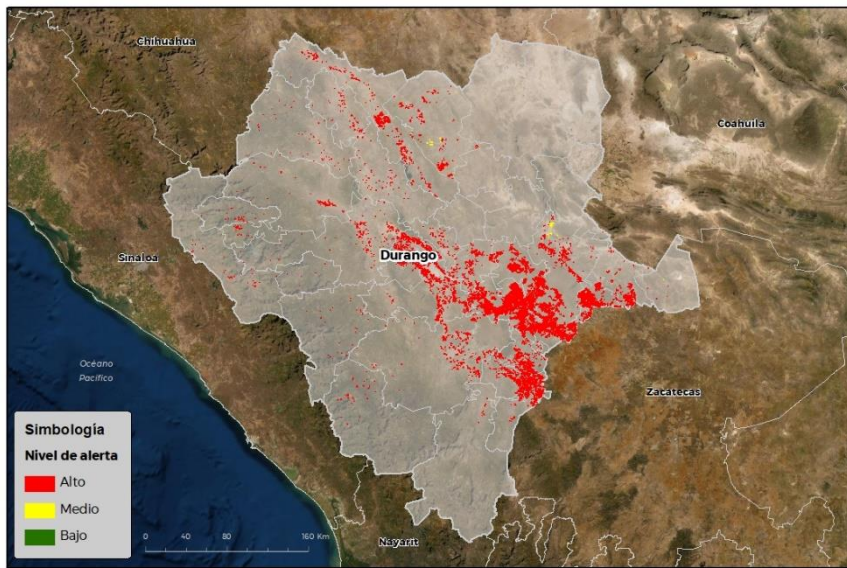 Chihuahua
Coahuila
Sinaloa
Durango
Océano
Pacífico
Zacatecas
Simbología
Nivel de alerta
Alto
Medio
Bajo
0 40 80 160 Km
Nayarit